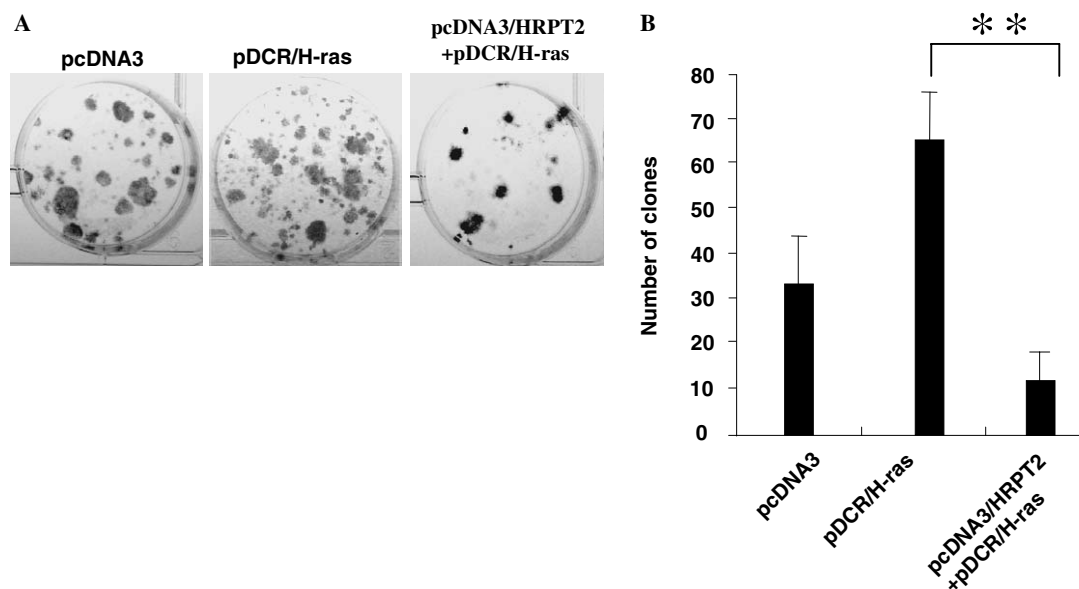 A
pcDNA3
pDCR/H-ras
pcDNA3/HRPT2
+pDCR/H-ras
B
**
Number of clones
80
70
60
50
40
30
20
10
0
pcDNA3
pDCR/H-ras
pcDNA3/HRPT2
+pDCR/H-ras